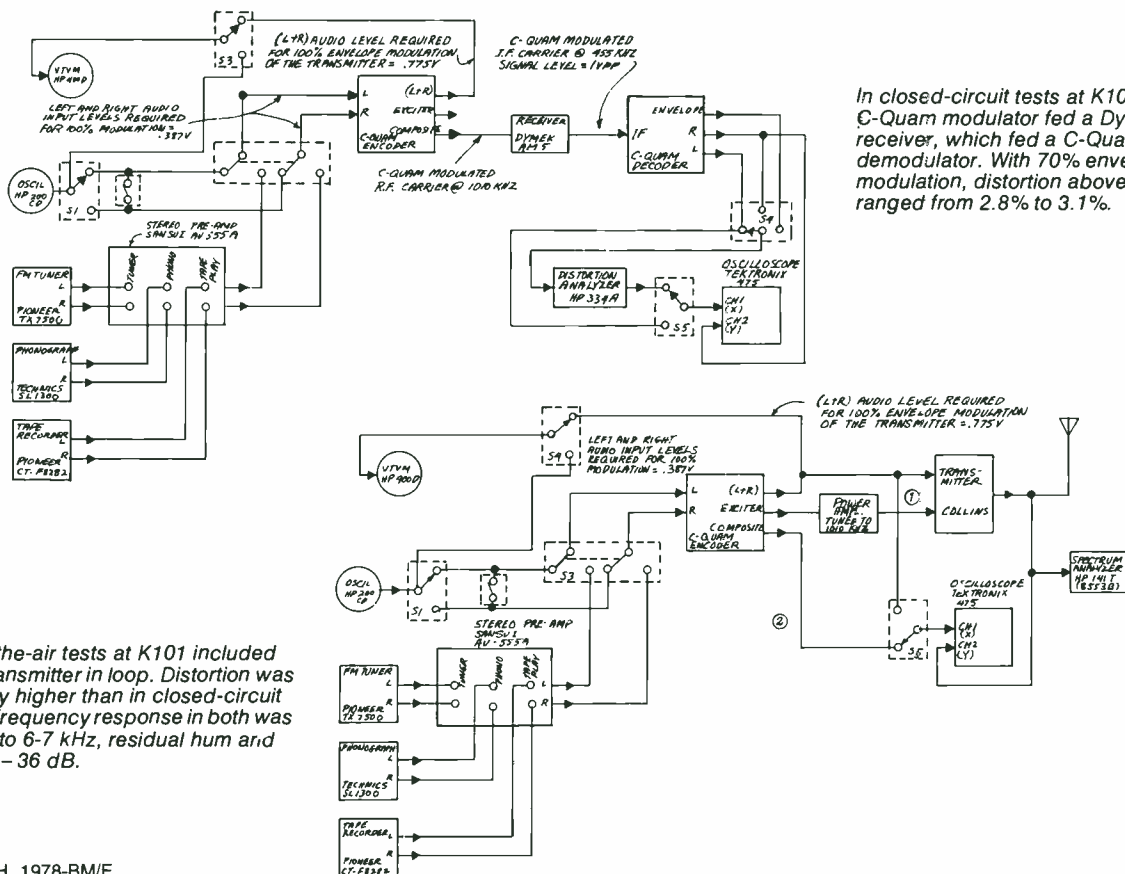 S3
VTVM
HP 400D
(L+R) AUDIO LEVEL REQUIRED
FOR 100% ENVELOPE MODULATION
OF THE TRANSMITTER = .775V
LEFT AND RIGHT AUDIO
INPUT LEVELS REQUIRED
FOR 100% MODULATION =
.387V
L
R
(L+R)
EXCITER
COMPOSITE
C-QUAM
ENCODER
C-QUAM MODULATED
I.F. CARRIER @ 455 KHZ
SIGNAL LEVEL = 1VPP
RECEIVER
DYMEK
AM 5
C-QUAM MODULATED
R.F. CARRIER @ 1010 KHZ
ENVELOPE
IF
R
L
C-QUAM
DECODER
OSCIL
HP 200
CD
S1
STEREO PRE-AMP
SANSUI
TUNER
PHONO
TAPE
PLAY
FM TUNER
L
R
PIONEER
TX 7500
PHONOGRAPH
L
R
TECHNICS
SL1300
TAPE
RECORDER
L
R
PIONEER
CT-F8282
S4
DISTORTION
ANALYZER
HP 334A
S5
OSCILLOSCOPE
TEKTRONIX
475
CH1
(X)
CH2
(Y)
In closed-circuit tests at K10
C-Quam modulator fed a Dy
receiver, which fed a C-Qua
demodulator. With 70% enve
modulation, distortion above
ranged from 2.8% to 3.1%.
(L+R) AUDIO LEVEL REQUIRED
FOR 100% ENVELOPE MODULATION
OF THE TRANSMITTER = .775V
S4
VTVM
HP 400D
LEFT AND RIGHT
AUDIO INPUT LEVELS
REQUIRED FOR 100%
MODULATION = .387V
L
R
(L+R)
EXCITER
COMPOSITE
C-QUAM
ENCODER
POWER
AMP.
TUNED TO
1010 KHZ
①
TRANS-
MITTER
COLLINS
SPECTRUM
ANALYZER
HP 141 T
(8553B)
OSCIL
HP 200
CD
S1
S3
②
S6
OSCILLOSCOPE
TEKTRONIX
475
CH1
(X)
CH2
(Y)
STEREO PRE-AMP
SANSUI
AU-555A
TUNER
PHONO
TAPE
PLAY
L
R
FM TUNER
L
R
PIONEER
TX 7500
PHONOGRAPH
L
R
TECHNICS
SL1300
TAPE
RECORDER
L
R
PIONEER
CT-F8282
the-air tests at K101 included
ansmitter in loop. Distortion was
y higher than in closed-circuit
requency response in both was
to 6-7 kHz, residual hum and
– 36 dB.
H, 1978-BM/E